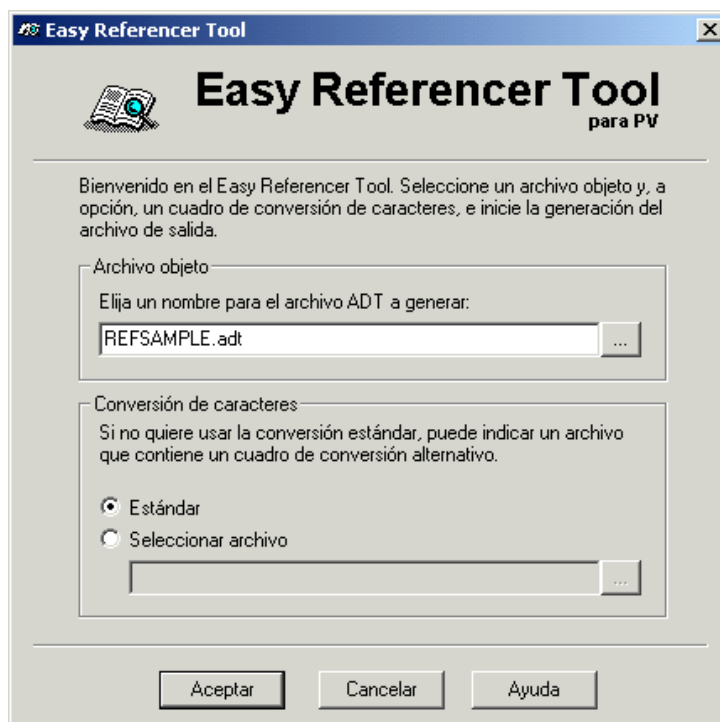 Easy Referencer Tool
Easy Referencer Tool
para PV
Bienvenido en el Easy Referencer Tool. Seleccione un archivo objeto y, a
opción, un cuadro de conversión de caracteres, e inicie la generación del
archivo de salida.
Archivo objeto
Elija un nombre para el archivo ADT a generar:
REFSAMPLE.adt
...
Conversión de caracteres
Si no quiere usar la conversión estándar, puede indicar un archivo
que contiene un cuadro de conversión alternativo.
Estándar
Seleccionar archivo
...
Aceptar Cancelar Ayuda